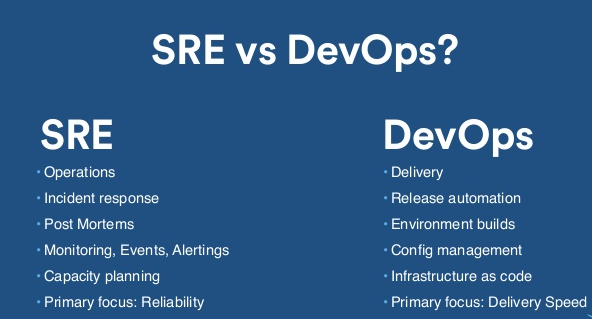 SRE vs DevOps?
SRE
• Operations
• Incident response
• Post Mortems
• Monitoring, Events, Alertings
• Capacity planning
• Primary focus: Reliability
DevOps
• Delivery
• Release automation
• Environment builds
• Config management
• Infrastructure as code
• Primary focus: Delivery Speed